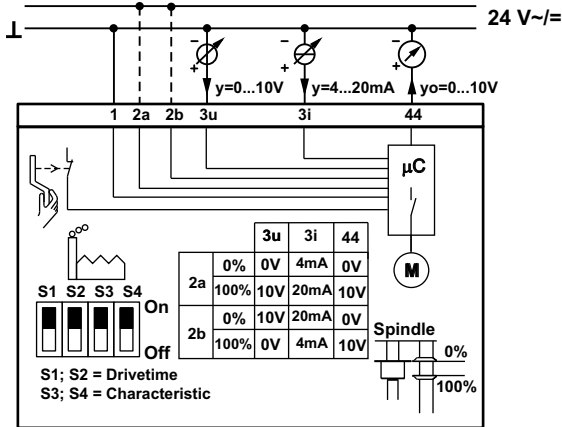 ⊥ 24 V~/=
− − −
+ + +
y=0...10V y=4...20mA yo=0...10V
1 2a 2b 3u 3i 44
µC
3u 3i 44
2a 0% 0V 4mA 0V
100% 10V 20mA 10V
2b 0% 10V 20mA 0V
100% 0V 4mA 10V
M
S1 S2 S3 S4
On
Off
Spindle
0%
100%
S1; S2 = Drivetime
S3; S4 = Characteristic